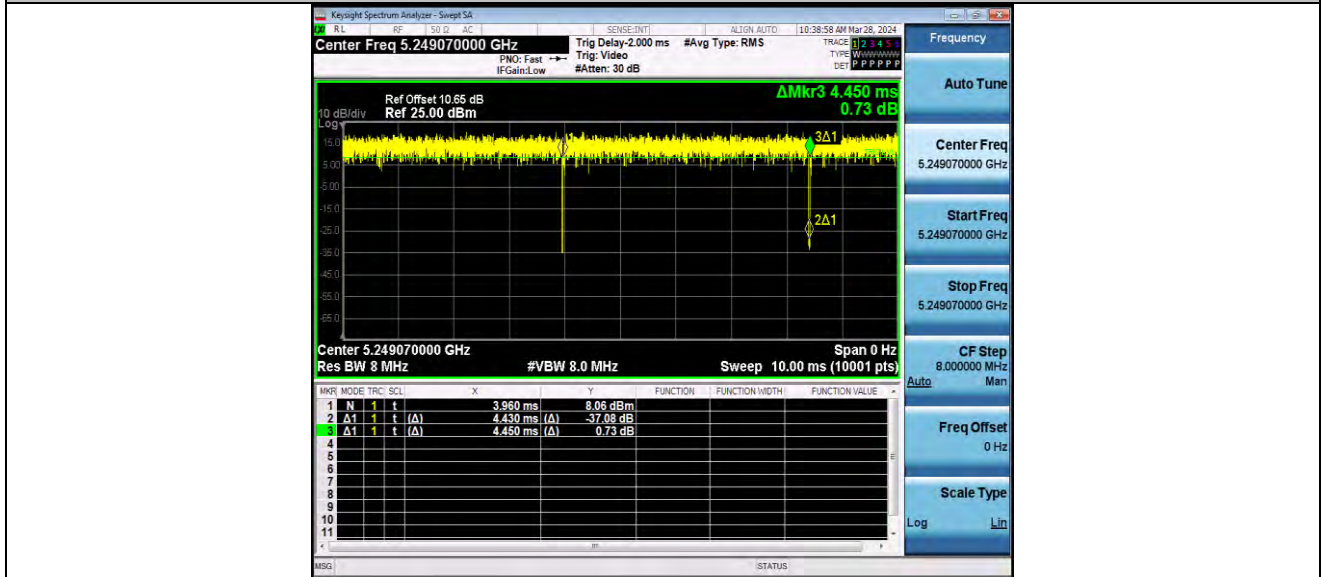 Keysight Spectrum Analyzer - Swept SA
RL RF 50 Ω AC SENSE:INT ALIGN AUTO 10:38:58 AM Mar 28, 2024
Center Freq 5.249070000 GHz
PNO: Fast
IFGain:Low
Trig Delay-2.000 ms #Avg Type: RMS
Trig: Video
#Atten: 30 dB
TRACE 1 2 3 4 5 6
TYPE WWWWWW
DET P P P P P P
ΔMkr3 4.450 ms
0.73 dB
Ref Offset 10.65 dB
10 dB/div Ref 25.00 dBm
Log
15.0
5.00
-5.00
-15.0
-25.0
-35.0
-45.0
-55.0
-65.0
3Δ1
2Δ1
Center 5.249070000 GHz Span 0 Hz
Res BW 8 MHz #VBW 8.0 MHz Sweep 10.00 ms (10001 pts)
MKR MODE TRC SCL X Y FUNCTION FUNCTION WIDTH FUNCTION VALUE
1 N 1 t 3.960 ms 8.06 dBm
2 Δ1 1 t (Δ) 4.430 ms (Δ) -37.08 dB
3 Δ1 1 t (Δ) 4.450 ms (Δ) 0.73 dB
4
5
6
7
8
9
10
11
MSG STATUS
Frequency
Auto Tune
Center Freq
5.249070000 GHz
Start Freq
5.249070000 GHz
Stop Freq
5.249070000 GHz
CF Step
8.000000 MHz
Auto Man
Freq Offset
0 Hz
Scale Type
Log Lin